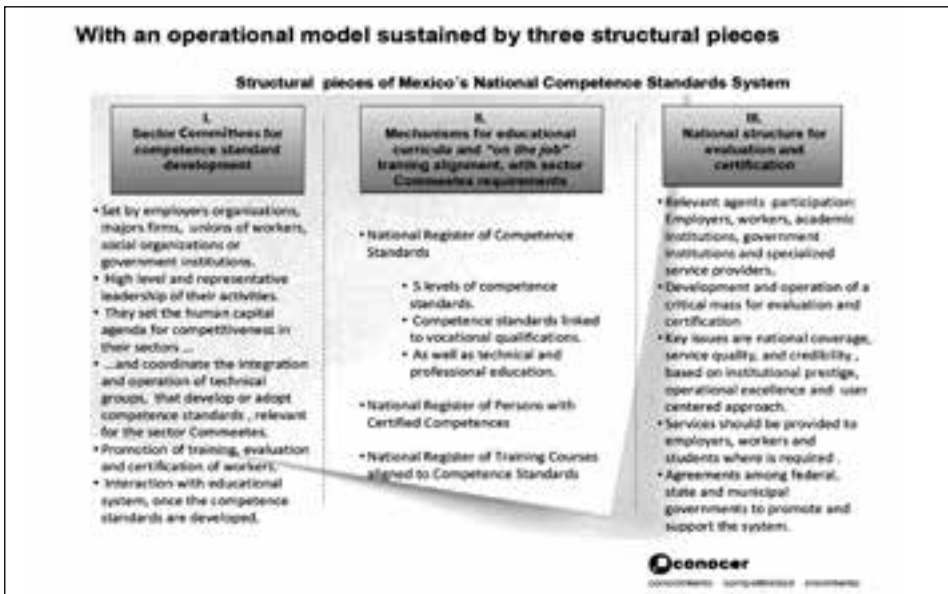 With an operational model sustained by three structural pieces
Structural pieces of Mexico´s National Competence Standards System
I.
Sector Committees for
competence standard
development
• Set by employers organisations,
majors firms, unions of workers,
social organizations or
government institutions.
• High level and representative
leadership of their activities.
• They set the human capital
agenda for competitiveness in
their sectors ...
• ...and coordinate the integration
and operation of technical
groups, that develop or adopt
competence standards , relevant
for the sector Commeetes.
• Promotion of training, evaluation
and certification of workers.
• Interaction with educational
system, once the competence
standards are developed.
II.
Mechanisms for educational
curricula and "on the job"
training alignment, with sector
Commeetes requirements
• National Register of Competence
Standards
• 5 levels of competence
standards.
• Competence standards linked
to vocational qualifications.
• As well as technical and
professional education.
• National Register of Persons with
Certified Competences
• National Register of Training Courses
aligned to Competence Standards
III.
National structure for
evaluation and
certification
• Relevant agents participation:
Employers, workers, academic
institutions, government
institutions and specialized
service providers.
• Development and operation of a
critical mass for evaluation and
certification
• Key issues are national coverage,
service quality, and credibility ,
based on institutional prestige,
operational excellence and user
centered approach.
• Services should be provided to
employers, workers and
students where is required .
• Agreements among federal,
state and municipal
governments to promote and
support the system.
conocer